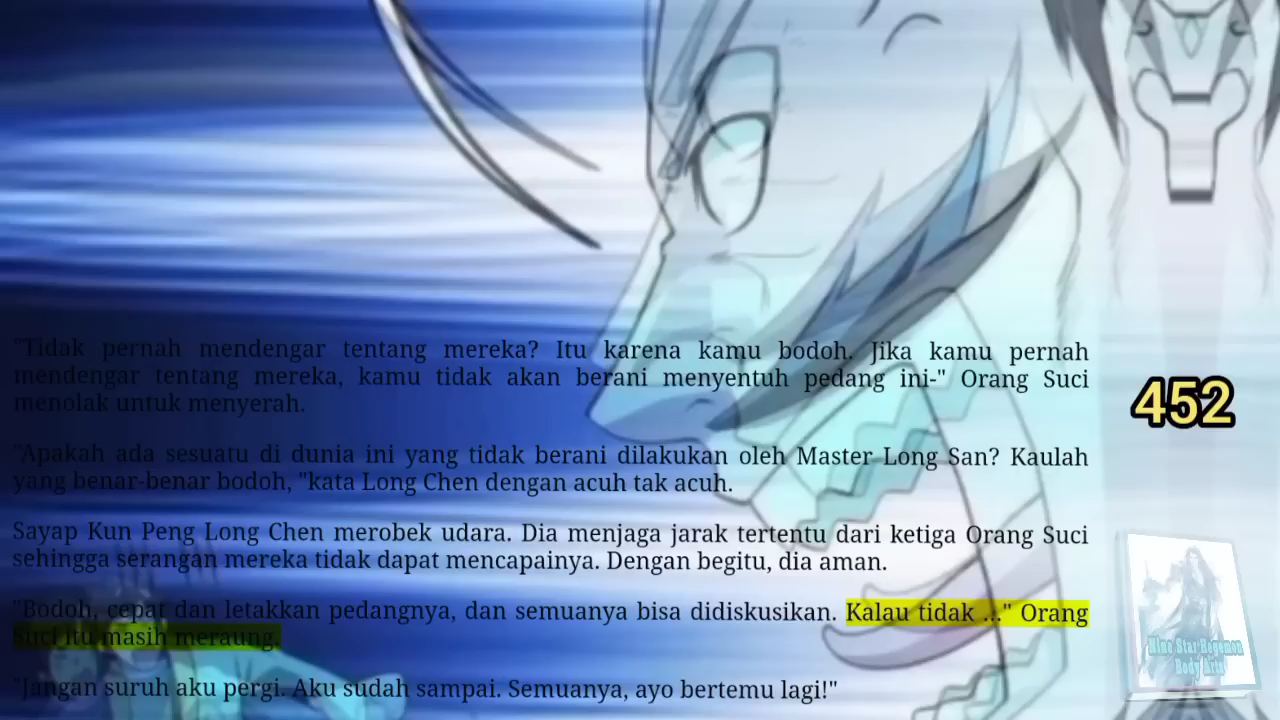 "Tidak pernah mendengar tentang mereka? Itu karena kamu bodoh. Jika kamu pernah
mendengar tentang mereka, kamu tidak akan berani menyentuh pedang ini-" Orang Suci
menolak untuk menyerah.
"Apakah ada sesuatu di dunia ini yang tidak berani dilakukan oleh Master Long San? Kaulah
yang benar-benar bodoh, "kata Long Chen dengan acuh tak acuh.
Sayap Kun Peng Long Chen merobek udara. Dia menjaga jarak tertentu dari ketiga Orang Suci
sehingga serangan mereka tidak dapat mencapainya. Dengan begitu, dia aman.
"Bodoh, cepat dan letakkan pedangnya, dan semuanya bisa didiskusikan. Kalau tidak ..." Orang
Suci itu masih meraung.
"Jangan suruh aku pergi. Aku sudah sampai. Semuanya, ayo bertemu lagi!"
452
Nine Star Hegemon
Body Arts